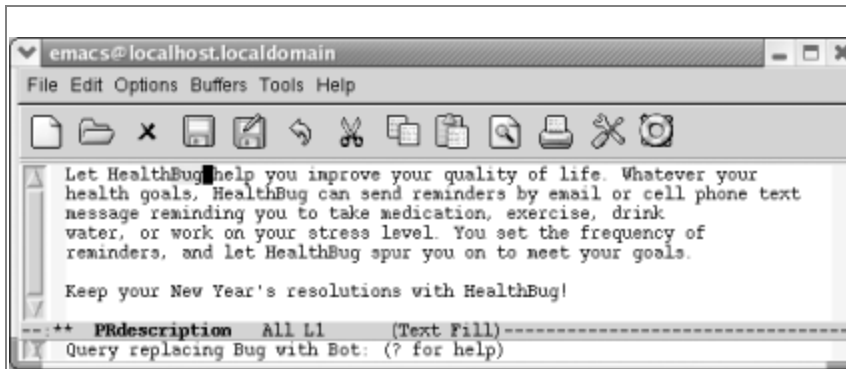 emacs@localhost.localdomain
File Edit Options Buffers Tools Help
Let HealthBug help you improve your quality of life. Whatever your
health goals, HealthBug can send reminders by email or cell phone text
message reminding you to take medication, exercise, drink
water, or work on your stress level. You set the frequency of
reminders, and let HealthBug spur you on to meet your goals.
Keep your New Year's resolutions with HealthBug!
--:** PRdescription All L1 (Text Fill)--------------------------------
Query replacing Bug with Bot: (? for help)